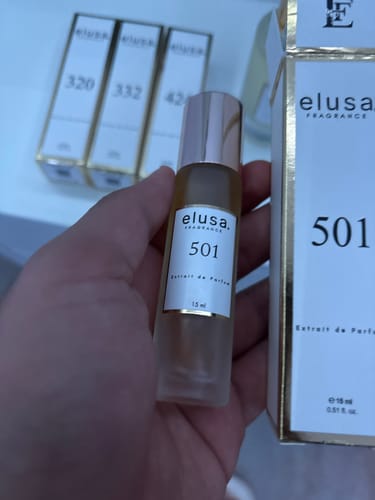 elusa.
320
elusa.
332
elusa.
elusa.
FRAGRANCE
501
Extrait de Parfum
15 ml
E
elusa.
FRAGRANCE
501
Extrait de Parfu
℮15 ml
0.51 fl. oz.